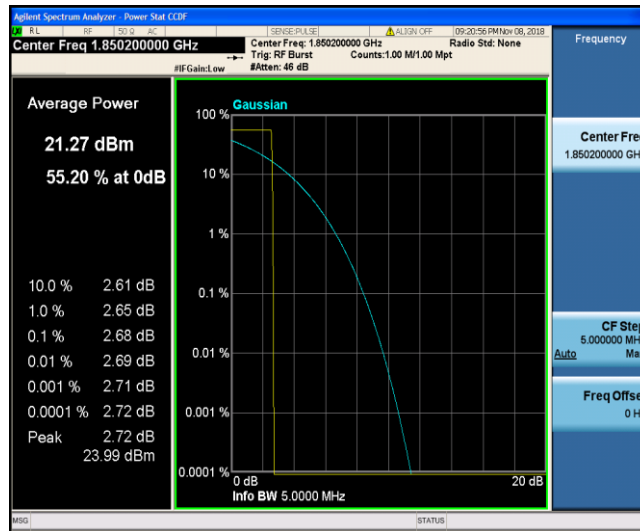 Agilent Spectrum Analyzer - Power Stat CCDF
RL RF 50 Ω AC SENSE:PULSE ALIGN OFF 09:20:56 PM Nov 08, 2018
Center Freq 1.850200000 GHz
Center Freq: 1.850200000 GHz Radio Std: None
Trig: RF Burst Counts:1.00 M/1.00 Mpt
#IFGain:Low #Atten: 46 dB
Frequency
Average Power
21.27 dBm
55.20 % at 0dB
10.0 % 2.61 dB
1.0 % 2.65 dB
0.1 % 2.68 dB
0.01 % 2.69 dB
0.001 % 2.71 dB
0.0001 % 2.72 dB
Peak 2.72 dB
23.99 dBm
Gaussian
100 %
10 %
1 %
0.1 %
0.01 %
0.001 %
0.0001 %
0 dB 20 dB
Info BW 5.0000 MHz
Center Fre
1.850200000 GH
CF Step
5.000000 MH
Auto Ma
Freq Offse
0 H
MSG STATUS